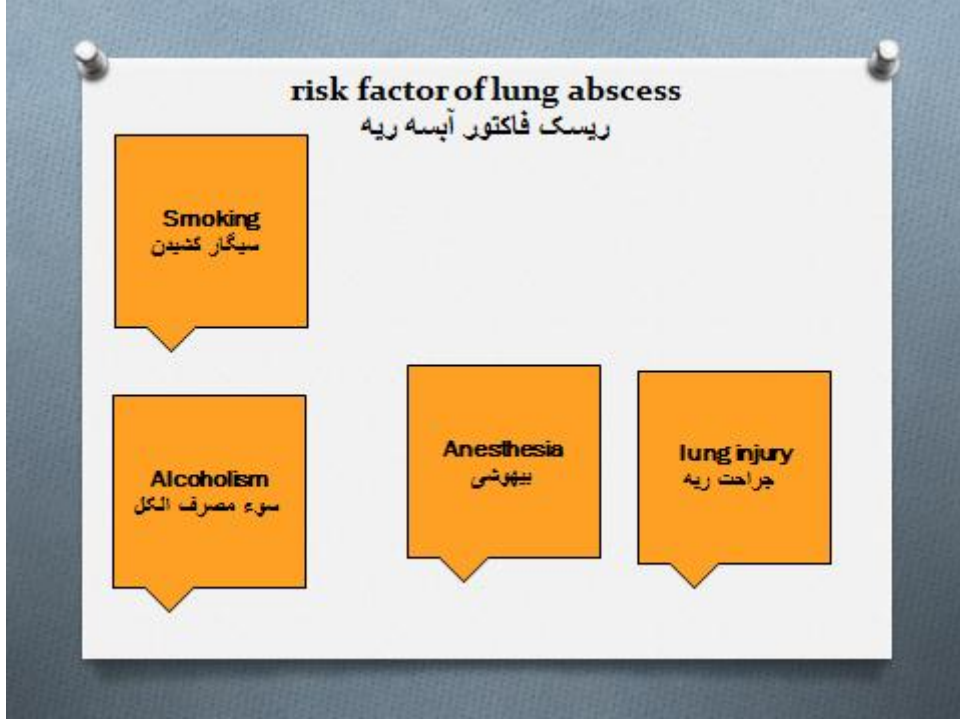 risk factor of lung abscess
ریسک فاکتور آبسه ریه
Smoking
سیگار کشیدن
Alcoholism
سوء مصرف الکل
Anesthesia
بیهوشی
lung injury
جراحت ریه